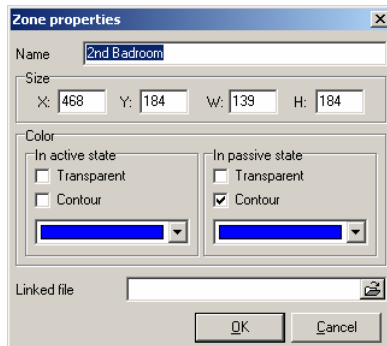 Zone properties
Name 2nd Badroom
Size
X: 468 Y: 184 W: 139 H: 184
Color
In active state In passive state
Transparent Transparent
Contour Contour
Linked file
OK Cancel